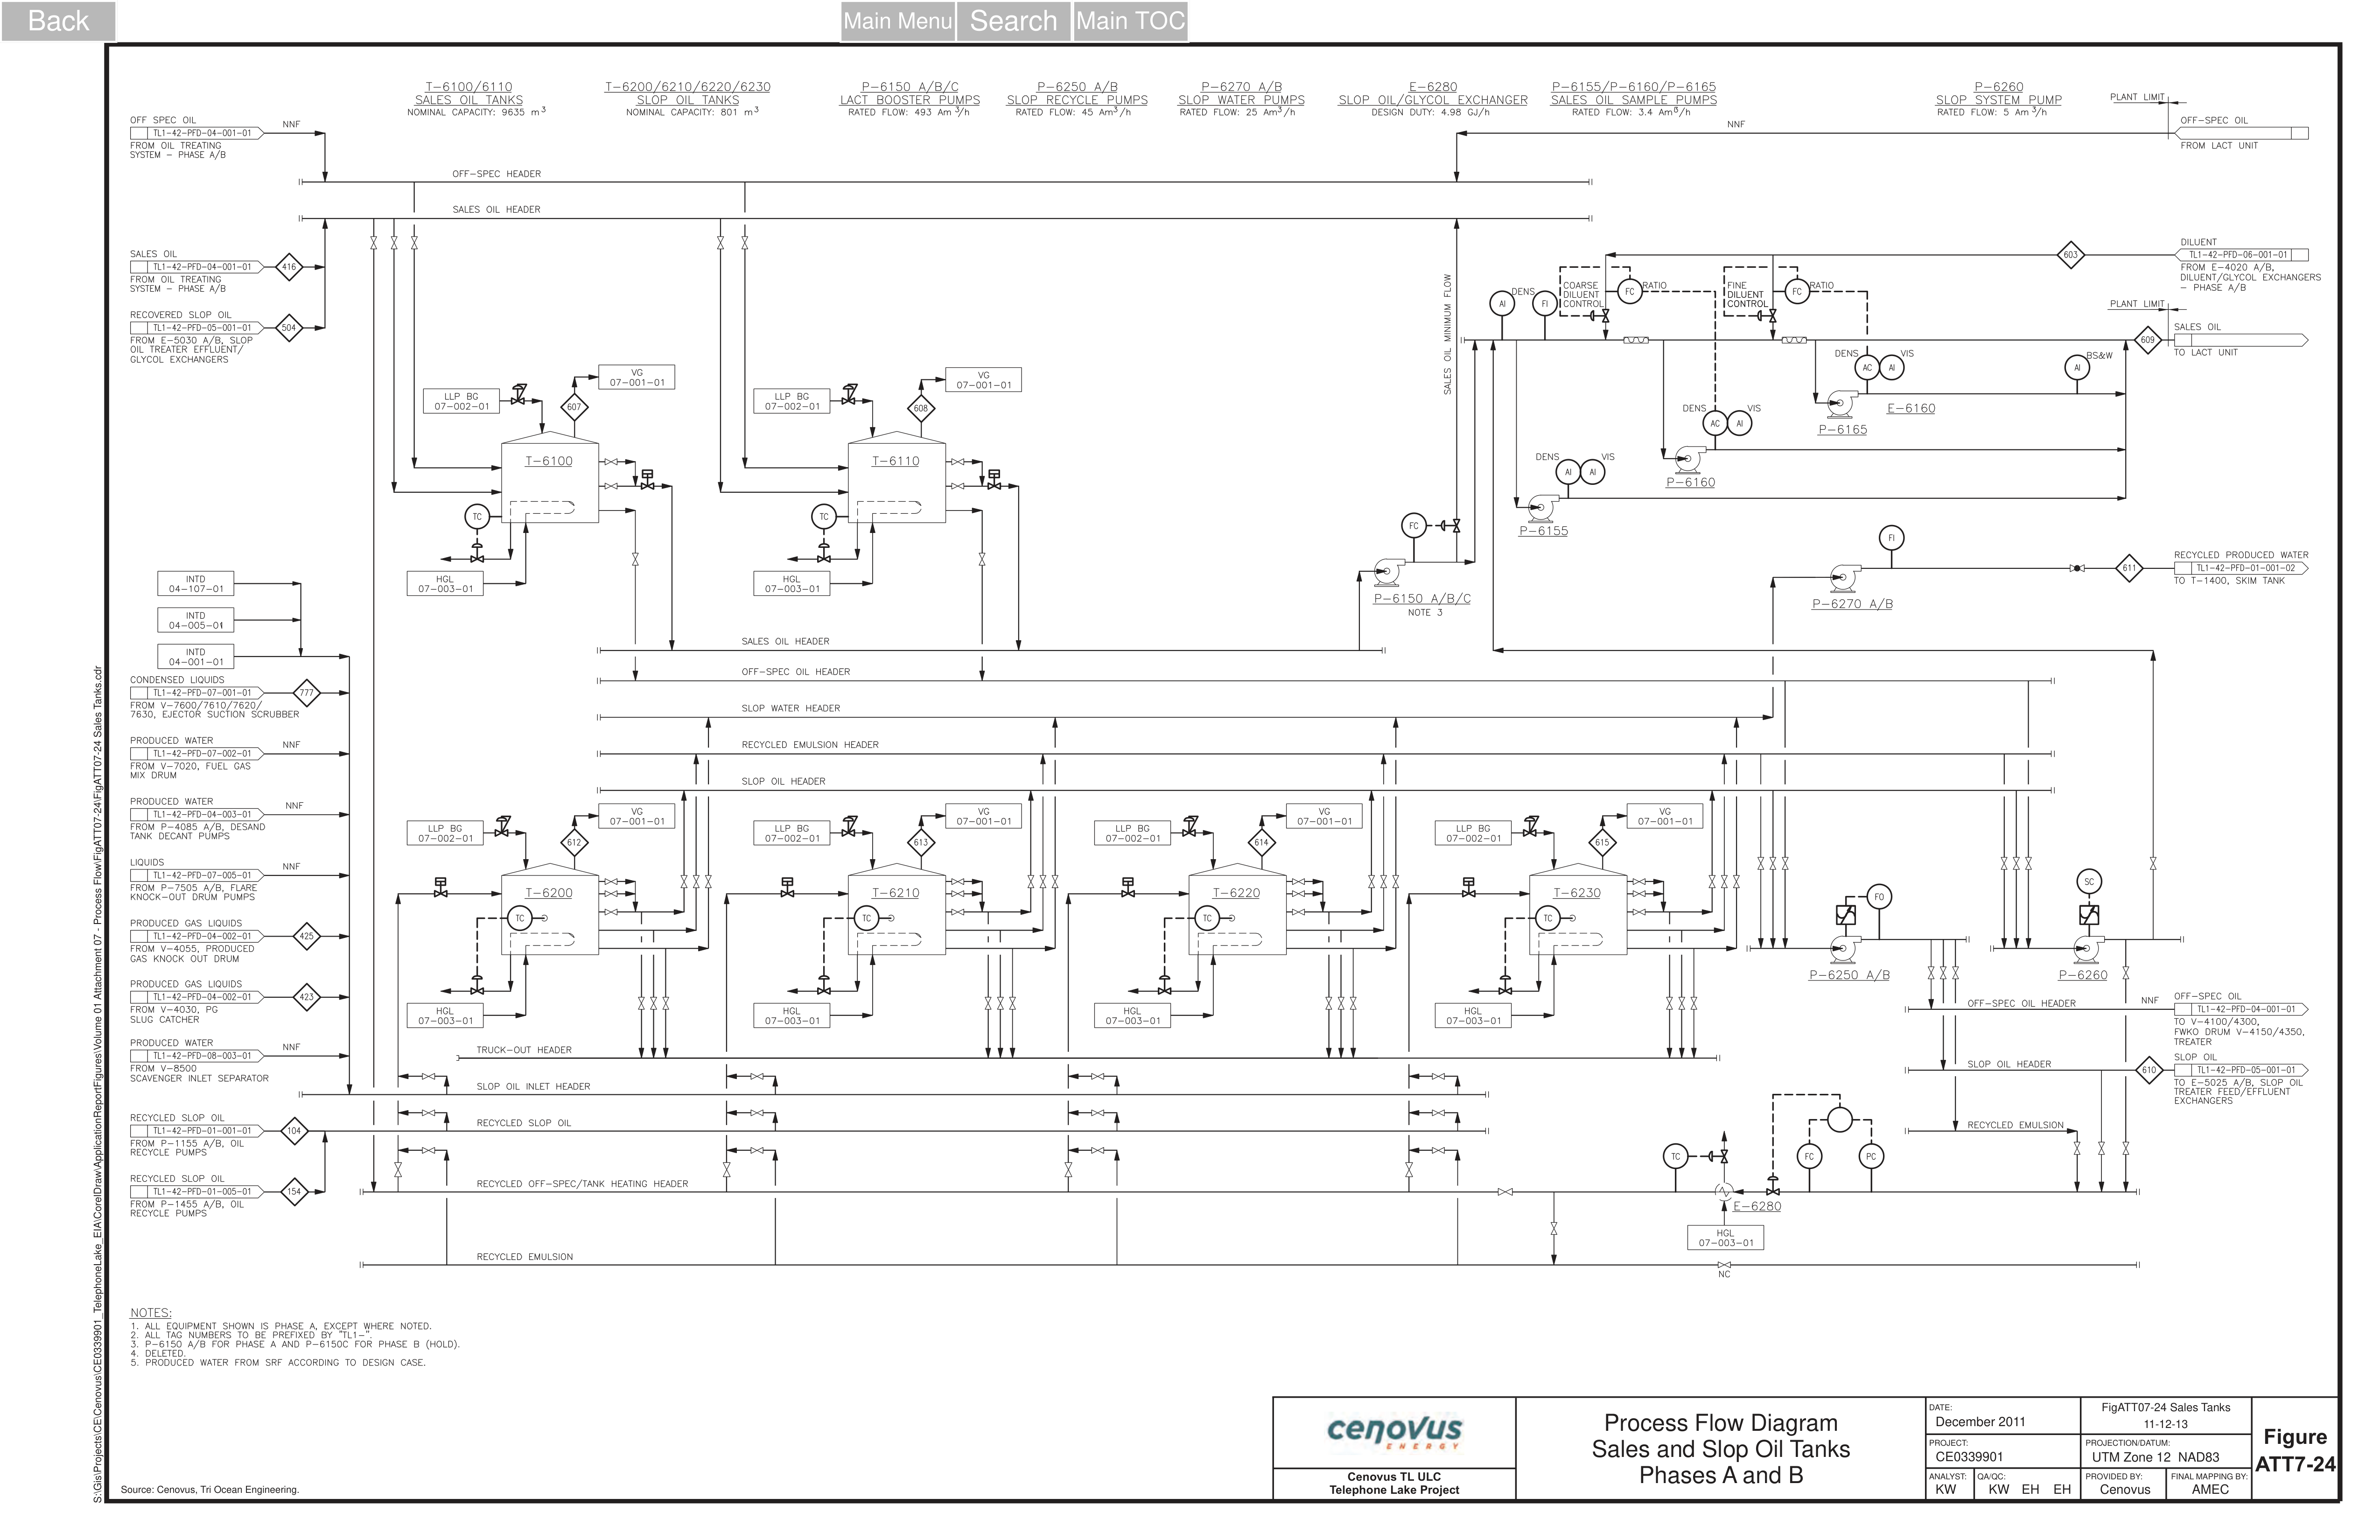 Back
Main Menu
Search
Main TOC
T-6100/6110
SALES OIL TANKS
NOMINAL CAPACITY: 9635 m3
T-6200/6210/6220/6230
SLOP OIL TANKS
NOMINAL CAPACITY: 801 m3
P-6150 A/B/C
LACT BOOSTER PUMPS
RATED FLOW: 493 Am3/h
P-6250 A/B
SLOP RECYCLE PUMPS
RATED FLOW: 45 Am3/h
P-6270 A/B
SLOP WATER PUMPS
RATED FLOW: 25 Am3/h
E-6280
SLOP OIL/GLYCOL EXCHANGER
DESIGN DUTY: 4.98 GJ/h
P-6155/P-6160/P-6165
SALES OIL SAMPLE PUMPS
RATED FLOW: 3.4 Am3/h
P-6260
SLOP SYSTEM PUMP
RATED FLOW: 5 Am3/h
PLANT LIMIT
OFF SPEC OIL
TL1-42-PFD-04-001-01
NNF
FROM OIL TREATING
SYSTEM - PHASE A/B
NNF
OFF-SPEC OIL
FROM LACT UNIT
OFF-SPEC HEADER
SALES OIL HEADER
SALES OIL
TL1-42-PFD-04-001-01
416
FROM OIL TREATING
SYSTEM - PHASE A/B
RECOVERED SLOP OIL
TL1-42-PFD-05-001-01
504
FROM E-5030 A/B, SLOP
OIL TREATER EFFLUENT/
GLYCOL EXCHANGERS
603
DILUENT
TL1-42-PFD-06-001-01
FROM E-4020 A/B,
DILUENT/GLYCOL EXCHANGERS
- PHASE A/B
PLANT LIMIT
609
SALES OIL
TO LACT UNIT
SALES OIL MINIMUM FLOW
AI
DENS
FI
COARSE
DILUENT
CONTROL
FC
RATIO
FINE
DILUENT
CONTROL
FC
RATIO
DENS
AC
AI
VIS
AI
BS&W
E-6160
P-6165
DENS
AC
AI
VIS
P-6160
DENS
AI
AI
VIS
P-6155
LLP BG
07-002-01
607
VG
07-001-01
T-6100
TC
HGL
07-003-01
LLP BG
07-002-01
608
VG
07-001-01
T-6110
TC
HGL
07-003-01
FC
P-6150 A/B/C
NOTE 3
FI
P-6270 A/B
611
RECYCLED PRODUCED WATER
TL1-42-PFD-01-001-02
TO T-1400, SKIM TANK
INTD
04-107-01
INTD
04-005-01
INTD
04-001-01
SALES OIL HEADER
OFF-SPEC OIL HEADER
SLOP WATER HEADER
RECYCLED EMULSION HEADER
SLOP OIL HEADER
CONDENSED LIQUIDS
TL1-42-PFD-07-001-01
777
FROM V-7600/7610/7620/
7630, EJECTOR SUCTION SCRUBBER
PRODUCED WATER
TL1-42-PFD-07-002-01
NNF
FROM V-7020, FUEL GAS
MIX DRUM
PRODUCED WATER
TL1-42-PFD-04-003-01
NNF
FROM P-4085 A/B, DESAND
TANK DECANT PUMPS
LIQUIDS
TL1-42-PFD-07-005-01
NNF
FROM P-7505 A/B, FLARE
KNOCK-OUT DRUM PUMPS
PRODUCED GAS LIQUIDS
TL1-42-PFD-04-002-01
425
FROM V-4055, PRODUCED
GAS KNOCK OUT DRUM
PRODUCED GAS LIQUIDS
TL1-42-PFD-04-002-01
423
FROM V-4030, PG
SLUG CATCHER
PRODUCED WATER
TL1-42-PFD-08-003-01
NNF
FROM V-8500
SCAVENGER INLET SEPARATOR
RECYCLED SLOP OIL
TL1-42-PFD-01-001-01
104
FROM P-1155 A/B, OIL
RECYCLE PUMPS
RECYCLED SLOP OIL
TL1-42-PFD-01-005-01
154
FROM P-1455 A/B, OIL
RECYCLE PUMPS
LLP BG
07-002-01
612
VG
07-001-01
T-6200
TC
HGL
07-003-01
LLP BG
07-002-01
613
VG
07-001-01
T-6210
TC
HGL
07-003-01
LLP BG
07-002-01
614
VG
07-001-01
T-6220
TC
HGL
07-003-01
LLP BG
07-002-01
615
VG
07-001-01
T-6230
TC
HGL
07-003-01
FO
P-6250 A/B
SC
P-6260
OFF-SPEC OIL HEADER
NNF
OFF-SPEC OIL
TL1-42-PFD-04-001-01
TO V-4100/4300,
FWKO DRUM V-4150/4350,
TREATER
SLOP OIL HEADER
610
SLOP OIL
TL1-42-PFD-05-001-01
TO E-5025 A/B, SLOP OIL
TREATER FEED/EFFLUENT
EXCHANGERS
RECYCLED EMULSION
TRUCK-OUT HEADER
SLOP OIL INLET HEADER
RECYCLED SLOP OIL
RECYCLED OFF-SPEC/TANK HEATING HEADER
RECYCLED EMULSION
TC
FC
PC
E-6280
HGL
07-003-01
NC
NOTES:
1. ALL EQUIPMENT SHOWN IS PHASE A, EXCEPT WHERE NOTED.
2. ALL TAG NUMBERS TO BE PREFIXED BY "TL1-".
3. P-6150 A/B FOR PHASE A AND P-6150C FOR PHASE B (HOLD).
4. DELETED.
5. PRODUCED WATER FROM SRF ACCORDING TO DESIGN CASE.
Source: Cenovus, Tri Ocean Engineering.
S:\Gis\Projects\CE\Cenovus\CE0339901_TelephoneLake_EIA\CorelDraw\ApplicationReportFigures\Volume 01 Attachment 07 - Process Flow\FigATT07-24\FigATT07-24 Sales Tanks.cdr
cenovus
ENERGY
Cenovus TL ULC
Telephone Lake Project
Process Flow Diagram
Sales and Slop Oil Tanks
Phases A and B
DATE:
December 2011
FigATT07-24 Sales Tanks
11-12-13
PROJECT:
CE0339901
PROJECTION/DATUM:
UTM Zone 12 NAD83
ANALYST:
KW
QA/QC:
KW EH EH
PROVIDED BY:
Cenovus
FINAL MAPPING BY:
AMEC
Figure
ATT7-24